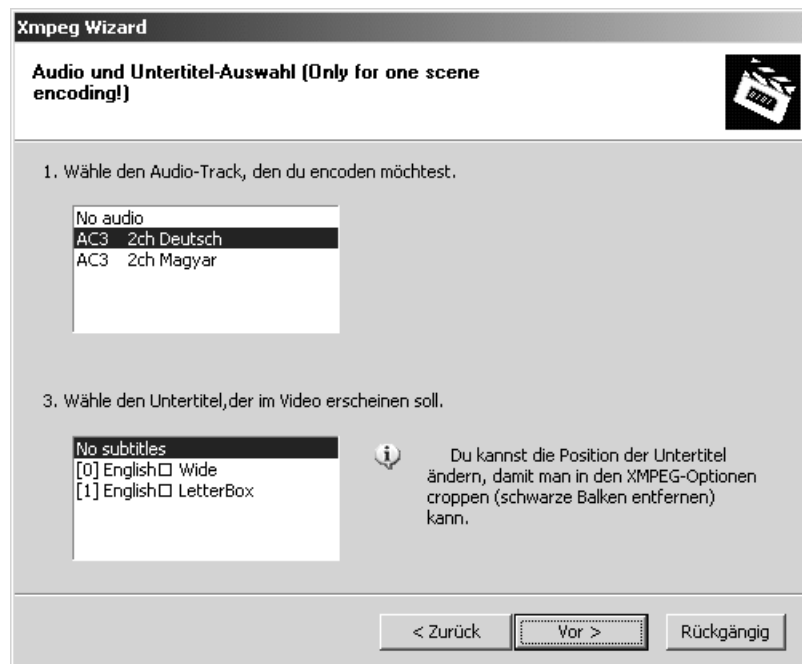 Xmpeg Wizard
Audio und Untertitel-Auswahl (Only for one scene
encoding!)
1. Wähle den Audio-Track, den du encoden möchtest.
No audio
AC3 2ch Deutsch
AC3 2ch Magyar
3. Wähle den Untertitel,der im Video erscheinen soll.
No subtitles
[0] English□ Wide
[1] English□ LetterBox
Du kannst die Position der Untertitel
ändern, damit man in den XMPEG-Optionen
croppen (schwarze Balken entfernen)
kann.
< Zurück
Vor >
Rückgängig